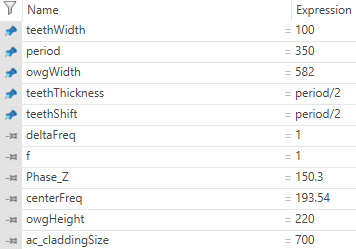 Name Expression
teethWidth = 100
period = 350
owgWidth = 582
teethThickness = period/2
teethShift = period/2
deltaFreq = 1
f = 1
Phase_Z = 150.3
centerFreq = 193.54
owgHeight = 220
ac_claddingSize = 700